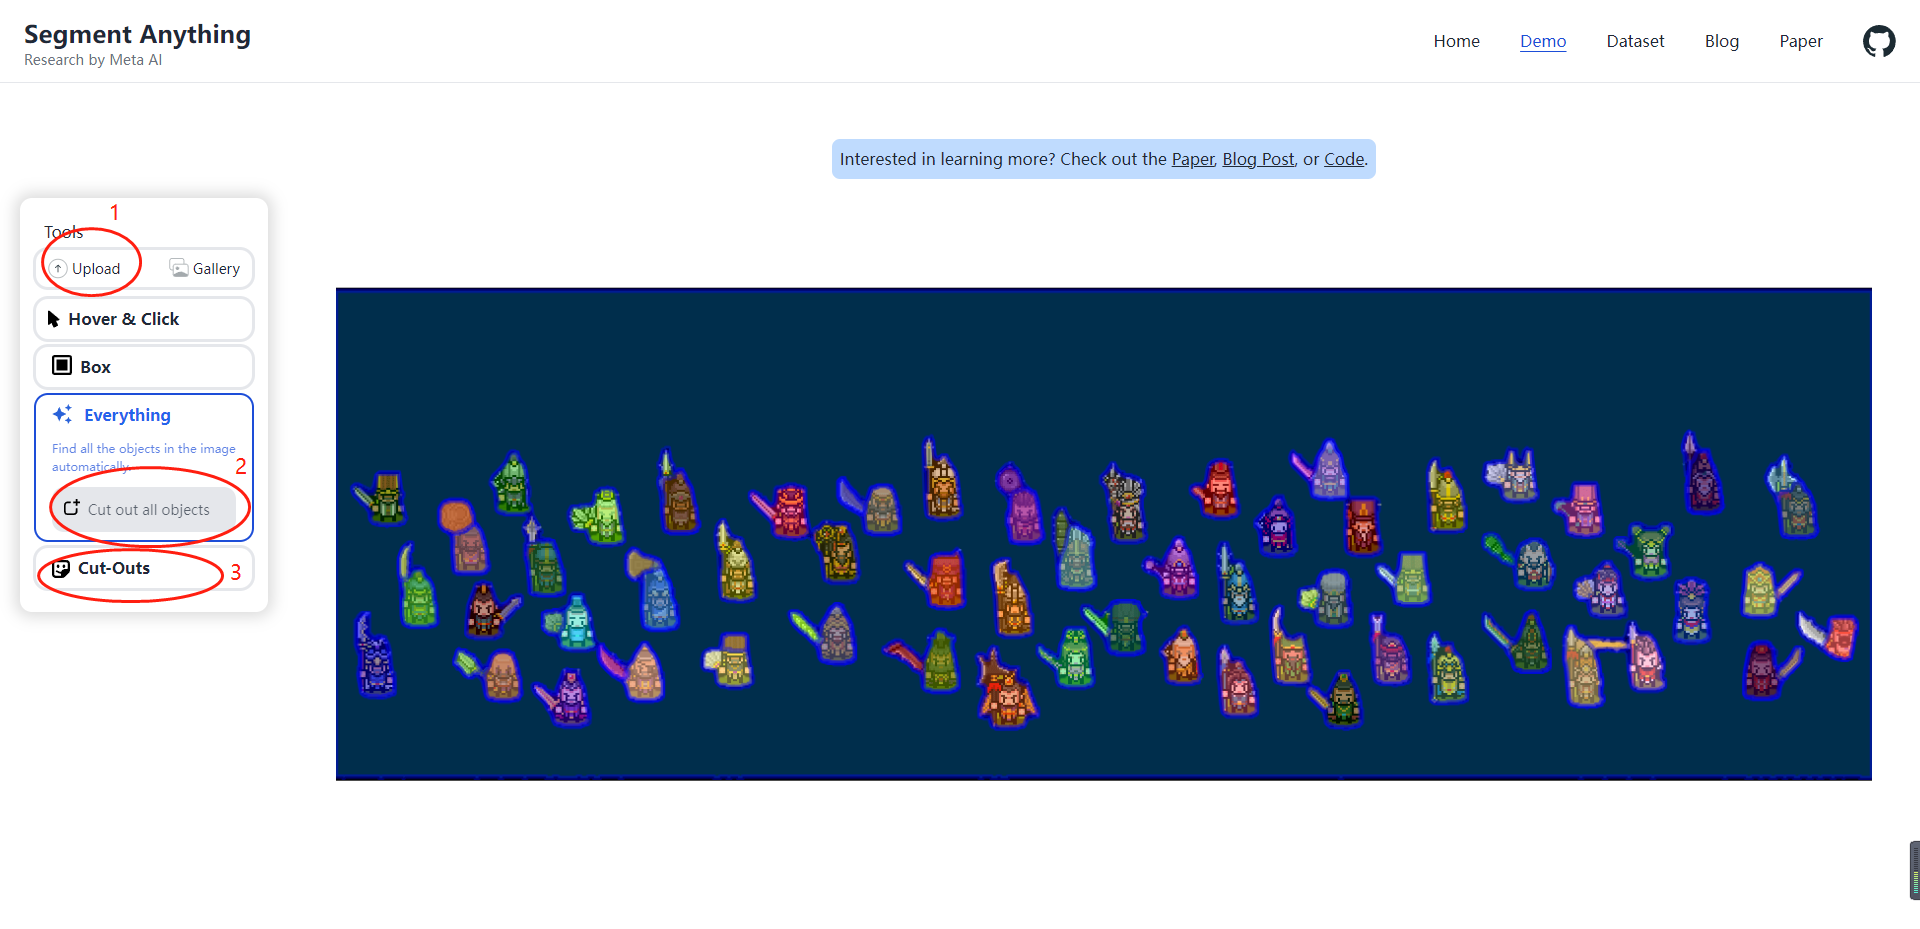 Segment Anything
Research by Meta AI
Home Demo Dataset Blog Paper
Interested in learning more? Check out the Paper, Blog Post, or Code.
1
Tools
Upload Gallery
Hover & Click
Box
Everything
Find all the objects in the image
automatically.
2
Cut out all objects
Cut-Outs
3